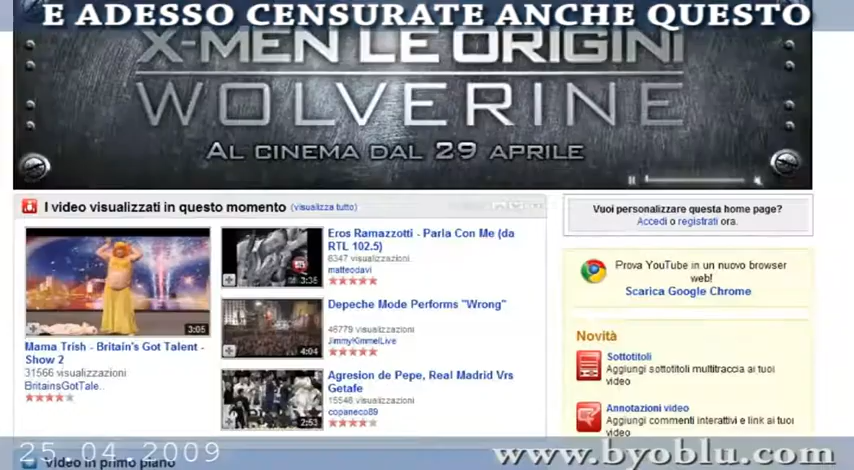 E ADESSO CENSURATE ANCHE QUESTO
X-MEN LE ORIGINI
WOLVERINE
AL CINEMA DAL 29 APRILE
I video visualizzati in questo momento (visualizza tutto)
3:05
Mama Trish - Britain's Got Talent -
Show 2
31566 visualizzazioni
BritainsGotTale..
3:35
Eros Ramazzotti - Parla Con Me (da
RTL 102.5)
8347 visualizzazioni
matteodavi
4:04
Depeche Mode Performs "Wrong"
46779 visualizzazioni
JimmyKimmelLive
2:53
Agresion de Pepe, Real Madrid Vrs
Getafe
15546 visualizzazioni
copaneco89
Vuoi personalizzare questa home page?
Accedi o registrati ora.
Prova YouTube in un nuovo browser
web!
Scarica Google Chrome
Novità
Sottotitoli
Aggiungi sottotitoli multitraccia ai tuoi
video
Annotazioni video
Aggiungi commenti interattivi e link ai tuoi
video
25.04.2009
www.byoblu.com
Video in primo piano